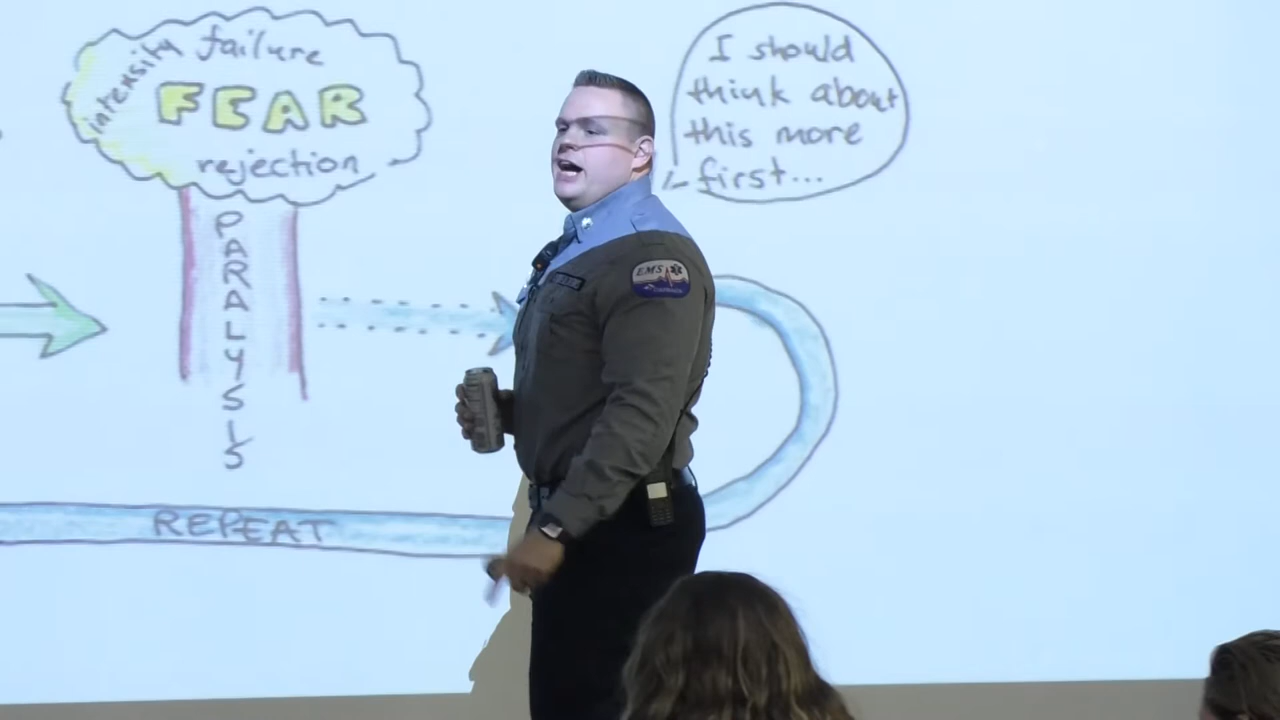 intensity failure
FEAR
rejection
PARALYSIS
REPEAT
I should
think about
this more
first...
EMS